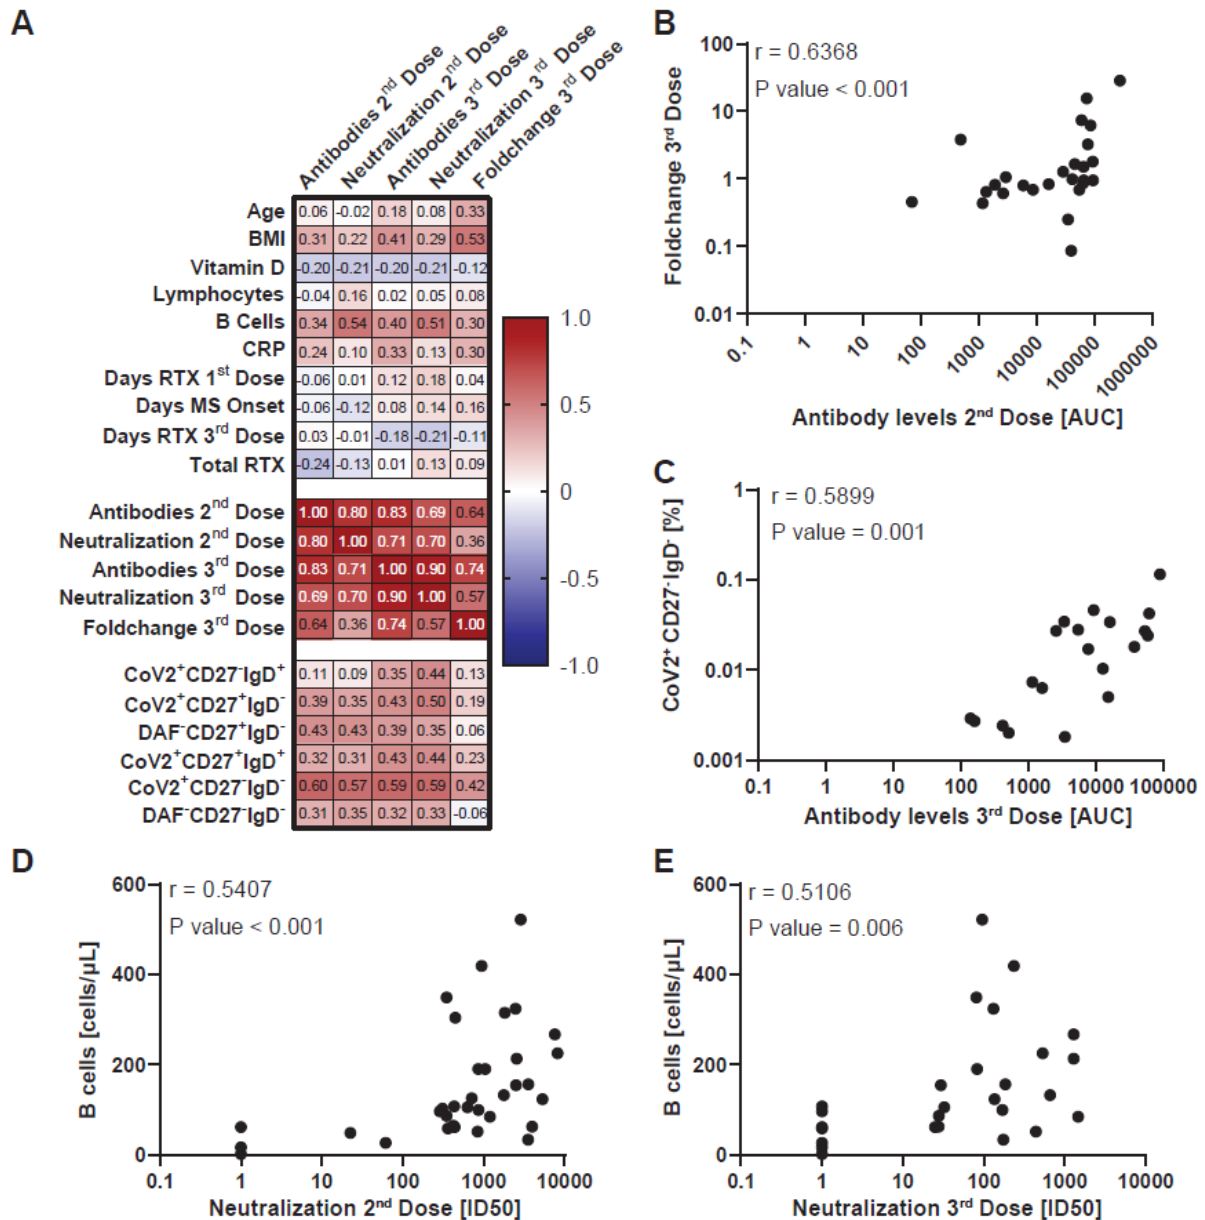 A
Antibodies 2nd Dose
Neutralization 2nd Dose
Antibodies 3rd Dose
Neutralization 3rd Dose
Foldchange 3rd Dose
Age 0.06 -0.02 0.18 0.08 0.33
BMI 0.31 0.22 0.41 0.29 0.53
Vitamin D -0.20 -0.21 -0.20 -0.21 -0.12
Lymphocytes -0.04 0.16 0.02 0.05 0.08
B Cells 0.34 0.54 0.40 0.51 0.30
CRP 0.24 0.10 0.33 0.13 0.30
Days RTX 1st Dose -0.06 0.01 0.12 0.18 0.04
Days MS Onset -0.06 -0.12 0.08 0.14 0.16
Days RTX 3rd Dose 0.03 -0.01 -0.18 -0.21 -0.11
Total RTX -0.24 -0.13 0.01 0.13 0.09
Antibodies 2nd Dose 1.00 0.80 0.83 0.69 0.64
Neutralization 2nd Dose 0.80 1.00 0.71 0.70 0.36
Antibodies 3rd Dose 0.83 0.71 1.00 0.90 0.74
Neutralization 3rd Dose 0.69 0.70 0.90 1.00 0.57
Foldchange 3rd Dose 0.64 0.36 0.74 0.57 1.00
CoV2+CD27-IgD+ 0.11 0.09 0.35 0.44 0.13
CoV2+CD27+IgD- 0.39 0.35 0.43 0.50 0.19
DAF-CD27+IgD- 0.43 0.43 0.39 0.35 0.06
CoV2+CD27+IgD+ 0.32 0.31 0.43 0.44 0.23
CoV2+CD27-IgD- 0.60 0.57 0.59 0.59 0.42
DAF-CD27-IgD- 0.31 0.35 0.32 0.33 -0.06
1.0
0.5
0
-0.5
-1.0
B
r = 0.6368
P value < 0.001
Foldchange 3rd Dose
100
10
1
0.1
0.01
0.1 1 10 100 1000 10000 100000 1000000
Antibody levels 2nd Dose [AUC]
C
r = 0.5899
P value = 0.001
CoV2+ CD27-IgD- [%]
1
0.1
0.01
0.001
0.1 1 10 100 1000 10000 100000
Antibody levels 3rd Dose [AUC]
D
r = 0.5407
P value < 0.001
B cells [cells/µL]
600
400
200
0
0.1 1 10 100 1000 10000
Neutralization 2nd Dose [ID50]
E
r = 0.5106
P value = 0.006
B cells [cells/µL]
600
400
200
0
0.1 1 10 100 1000 10000
Neutralization 3rd Dose [ID50]